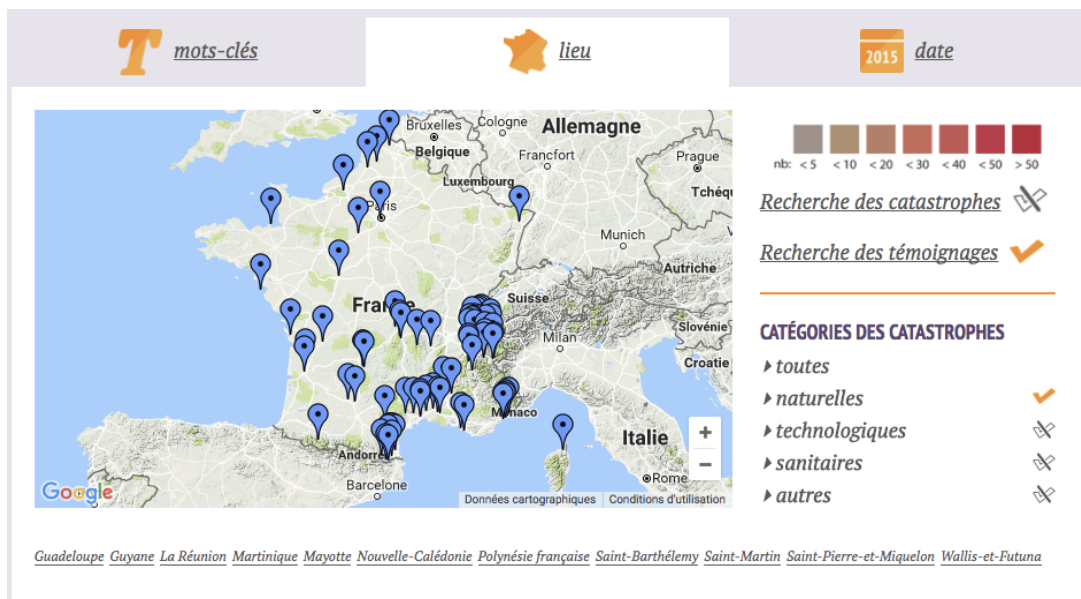 T mots-clés
lieu
2015 date
Bruxelles
Cologne
Allemagne
Belgique
Francfort
Prague
Luxembourg
Tchéqu
Paris
Munich
Autriche
France
Suisse
Slovénie
Milan
Croatie
Monaco
Italie
Andorre
Rome
Barcelone
+
−
Google
Données cartographiques
Conditions d'utilisation
nb: < 5 < 10 < 20 < 30 < 40 < 50 > 50
Recherche des catastrophes
Recherche des témoignages
CATÉGORIES DES CATASTROPHES
toutes
naturelles
technologiques
sanitaires
autres
Guadeloupe Guyane La Réunion Martinique Mayotte Nouvelle-Calédonie Polynésie française Saint-Barthélemy Saint-Martin Saint-Pierre-et-Miquelon Wallis-et-Futuna